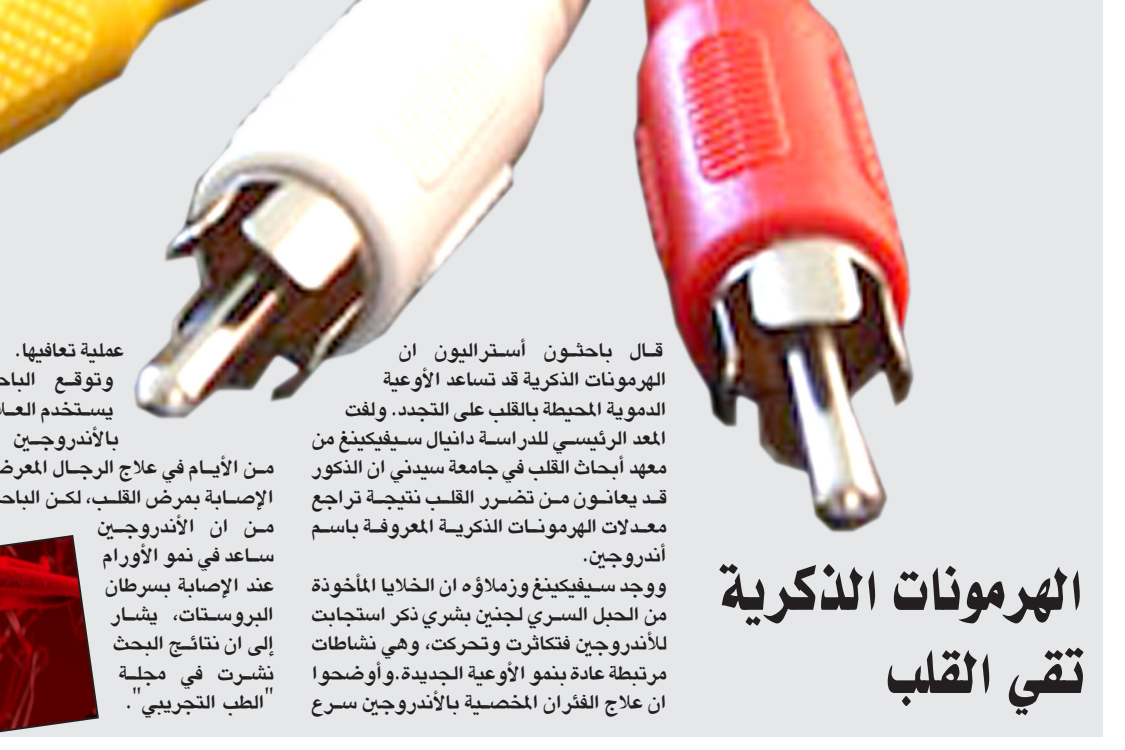 الهرمونات الذكرية
تقي القلب
قال باحثون أستراليون ان
الهرمونات الذكرية قد تساعد الأوعية
الدموية المحيطة بالقلب على التجدد. ولفت
المعد الرئيسي للدراسة دانيال سيفيكينغ من
معهد أبحاث القلب في جامعة سيدني ان الذكور
قد يعانون من تضرر القلب نتيجة تراجع
معدلات الهرمونات الذكرية المعروفة باسم
أندروجين.
ووجد سيفيكينغ وزملاؤه ان الخلايا المأخوذة
من الحبل السري لجنين بشري ذكر استجابت
للأندروجين فتكاثرت وتحركت، وهي نشاطات
مرتبطة عادة بنمو الأوعية الجديدة.وأوضحوا
ان علاج الفئران المخصية بالأندروجين سرع
عملية تعافيها.
وتوقع
يستخدم
بالأندروجين
من الأيام في علاج الرجال
الإصابة بمرض القلب، لكن
من ان الأندروجين
ساعد في نمو الأورام
عند الإصابة بسرطان
البروستات، يشار
إلى ان نتائج البحث
نشرت في مجلة
"الطب التجريبي".